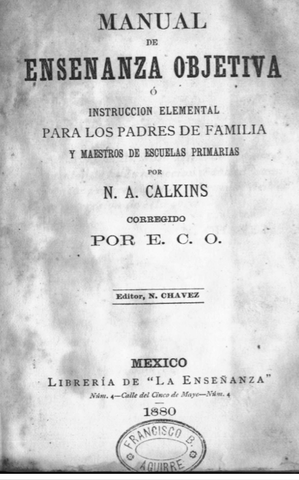 MANUAL
DE
ENSENANZA OBJETIVA
Ó
INSTRUCCION ELEMENTAL
PARA LOS PADRES DE FAMILIA
Y MAESTROS DE ESCUELAS PRIMARIAS
POR
N. A. CALKINS
CORREGIDO
POR E. C. O.
Editor, N. CHAVEZ
MEXICO
LIBRERÍA DE "LA ENSEÑANZA"
Núm. 4—Calle del Cinco de Mayo—Núm. 4
1880
FRANCISCO B.
AGUIRRE